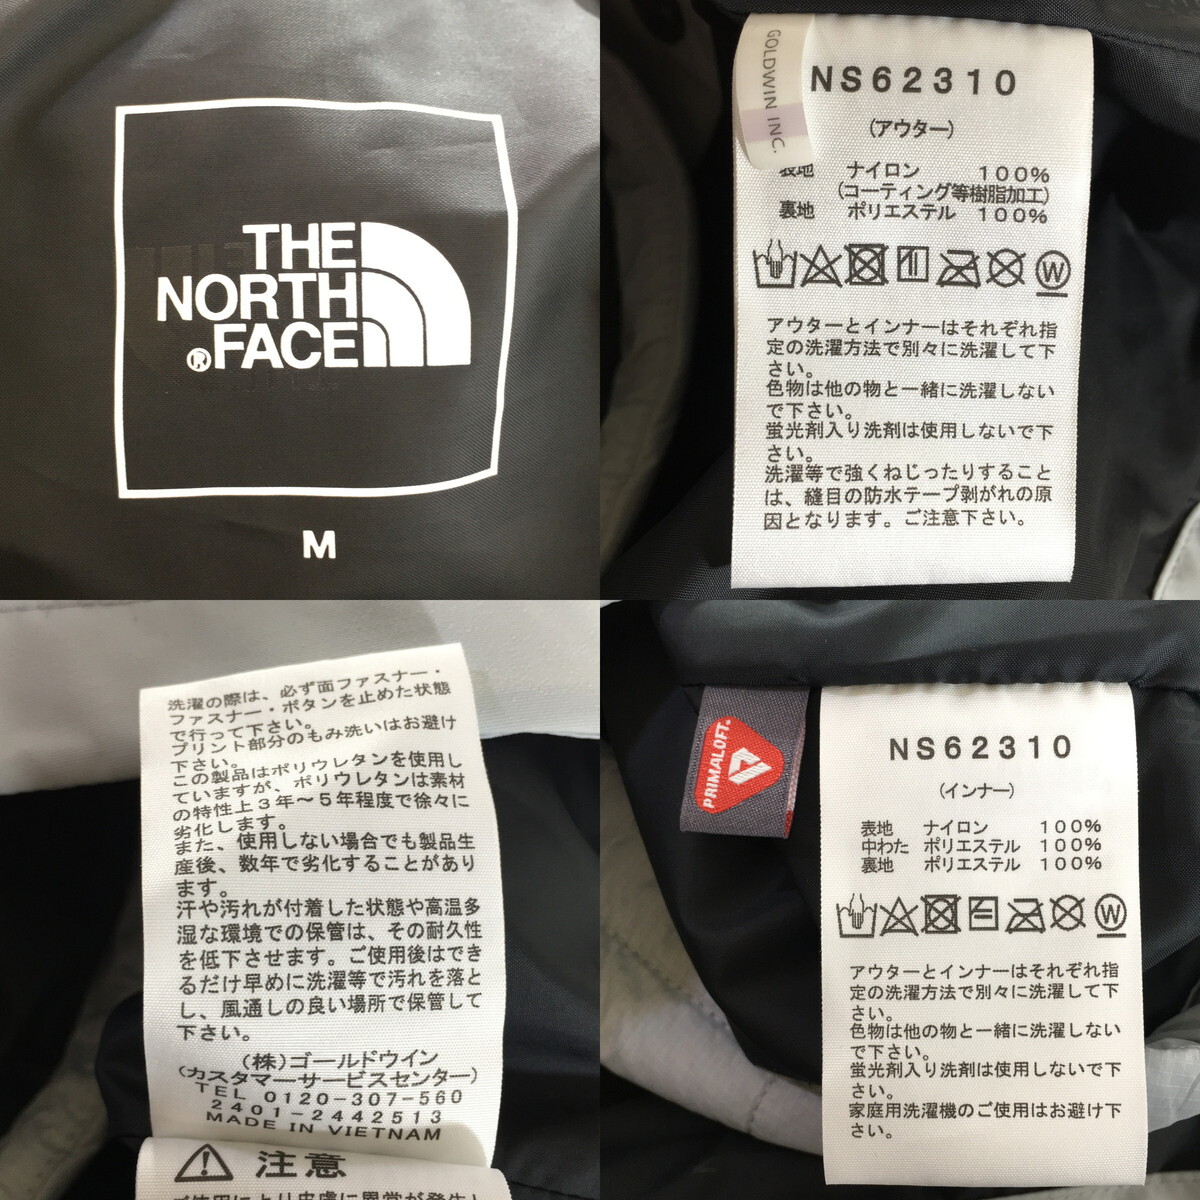 THE
NORTH
®FACE
M
GOLDWIN INC.
NS62310
(アウター)
表地 ナイロン 100%
(コーティング等樹脂加工)
裏地 ポリエステル 100%
W
アウターとインナーはそれぞれ指
定の洗濯方法で別々に洗濯して下
さい。
色物は他の物と一緒に洗濯しない
で下さい。
蛍光剤入り洗剤は使用しないで下
さい。
洗濯等で強くねじったりすること
は、縫目の防水テープ剥がれの原
因となります。ご注意下さい。
洗濯の際は、必ず面ファスナー・
ファスナー・ボタンを止めた状態
で行って下さい。
プリント部分のもみ洗いはお避け
下さい。
この製品はポリウレタンを使用し
ていますが、ポリウレタンは素材
の特性上3年～5年程度で徐々に
劣化します。
また、使用しない場合でも製品生
産後、数年で劣化することがあり
ます。
汗や汚れが付着した状態や高温多
湿な環境での保管は、その耐久性
を低下させます。ご使用後はでき
るだけ早めに洗濯等で汚れを落と
し、風通しの良い場所で保管して
下さい。
(株)ゴールドウイン
(カスタマーサービスセンター)
TEL 0120-307-560
2401-2442513
MADE IN VIETNAM
注意
PRIMALOFT®
NS62310
(インナー)
表地 ナイロン 100%
中わた ポリエステル 100%
裏地 ポリエステル 100%
W
アウターとインナーはそれぞれ指
定の洗濯方法で別々に洗濯して下
さい。
色物は他の物と一緒に洗濯しない
で下さい。
蛍光剤入り洗剤は使用しないで下
さい。
家庭用洗濯機のご使用はお避け下
さい。